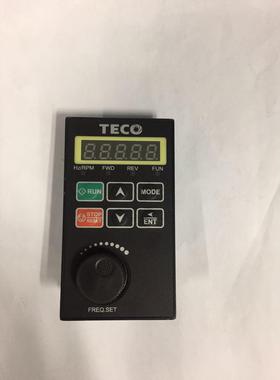 TECO
Hz/RPM FWD REV FUN
RUN MODE
STOP RESET ENT
FREQ.SET